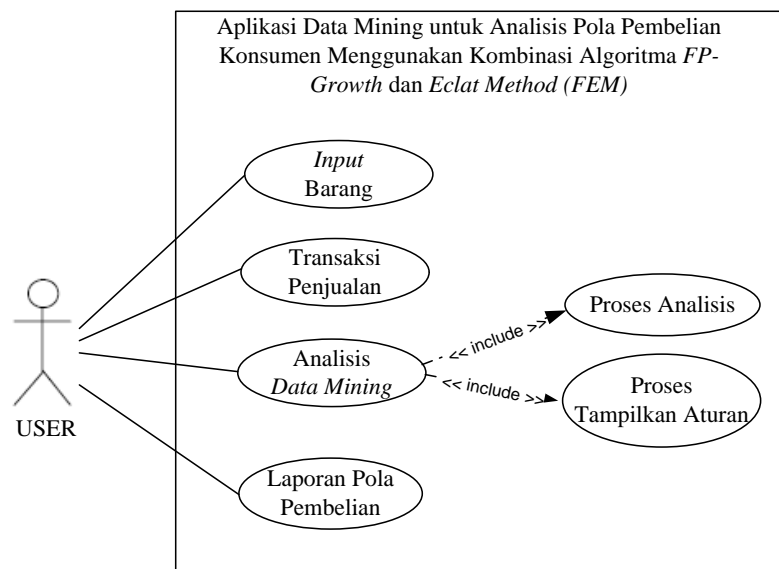 Aplikasi Data Mining untuk Analisis Pola Pembelian
Konsumen Menggunakan Kombinasi Algoritma FP-
Growth dan Eclat Method (FEM)
Input
Barang
Transaksi
Penjualan
Analisis
Data Mining
<< include >>
Proses Analisis
<< include >>
Proses
Tampilkan Aturan
USER
Laporan Pola
Pembelian